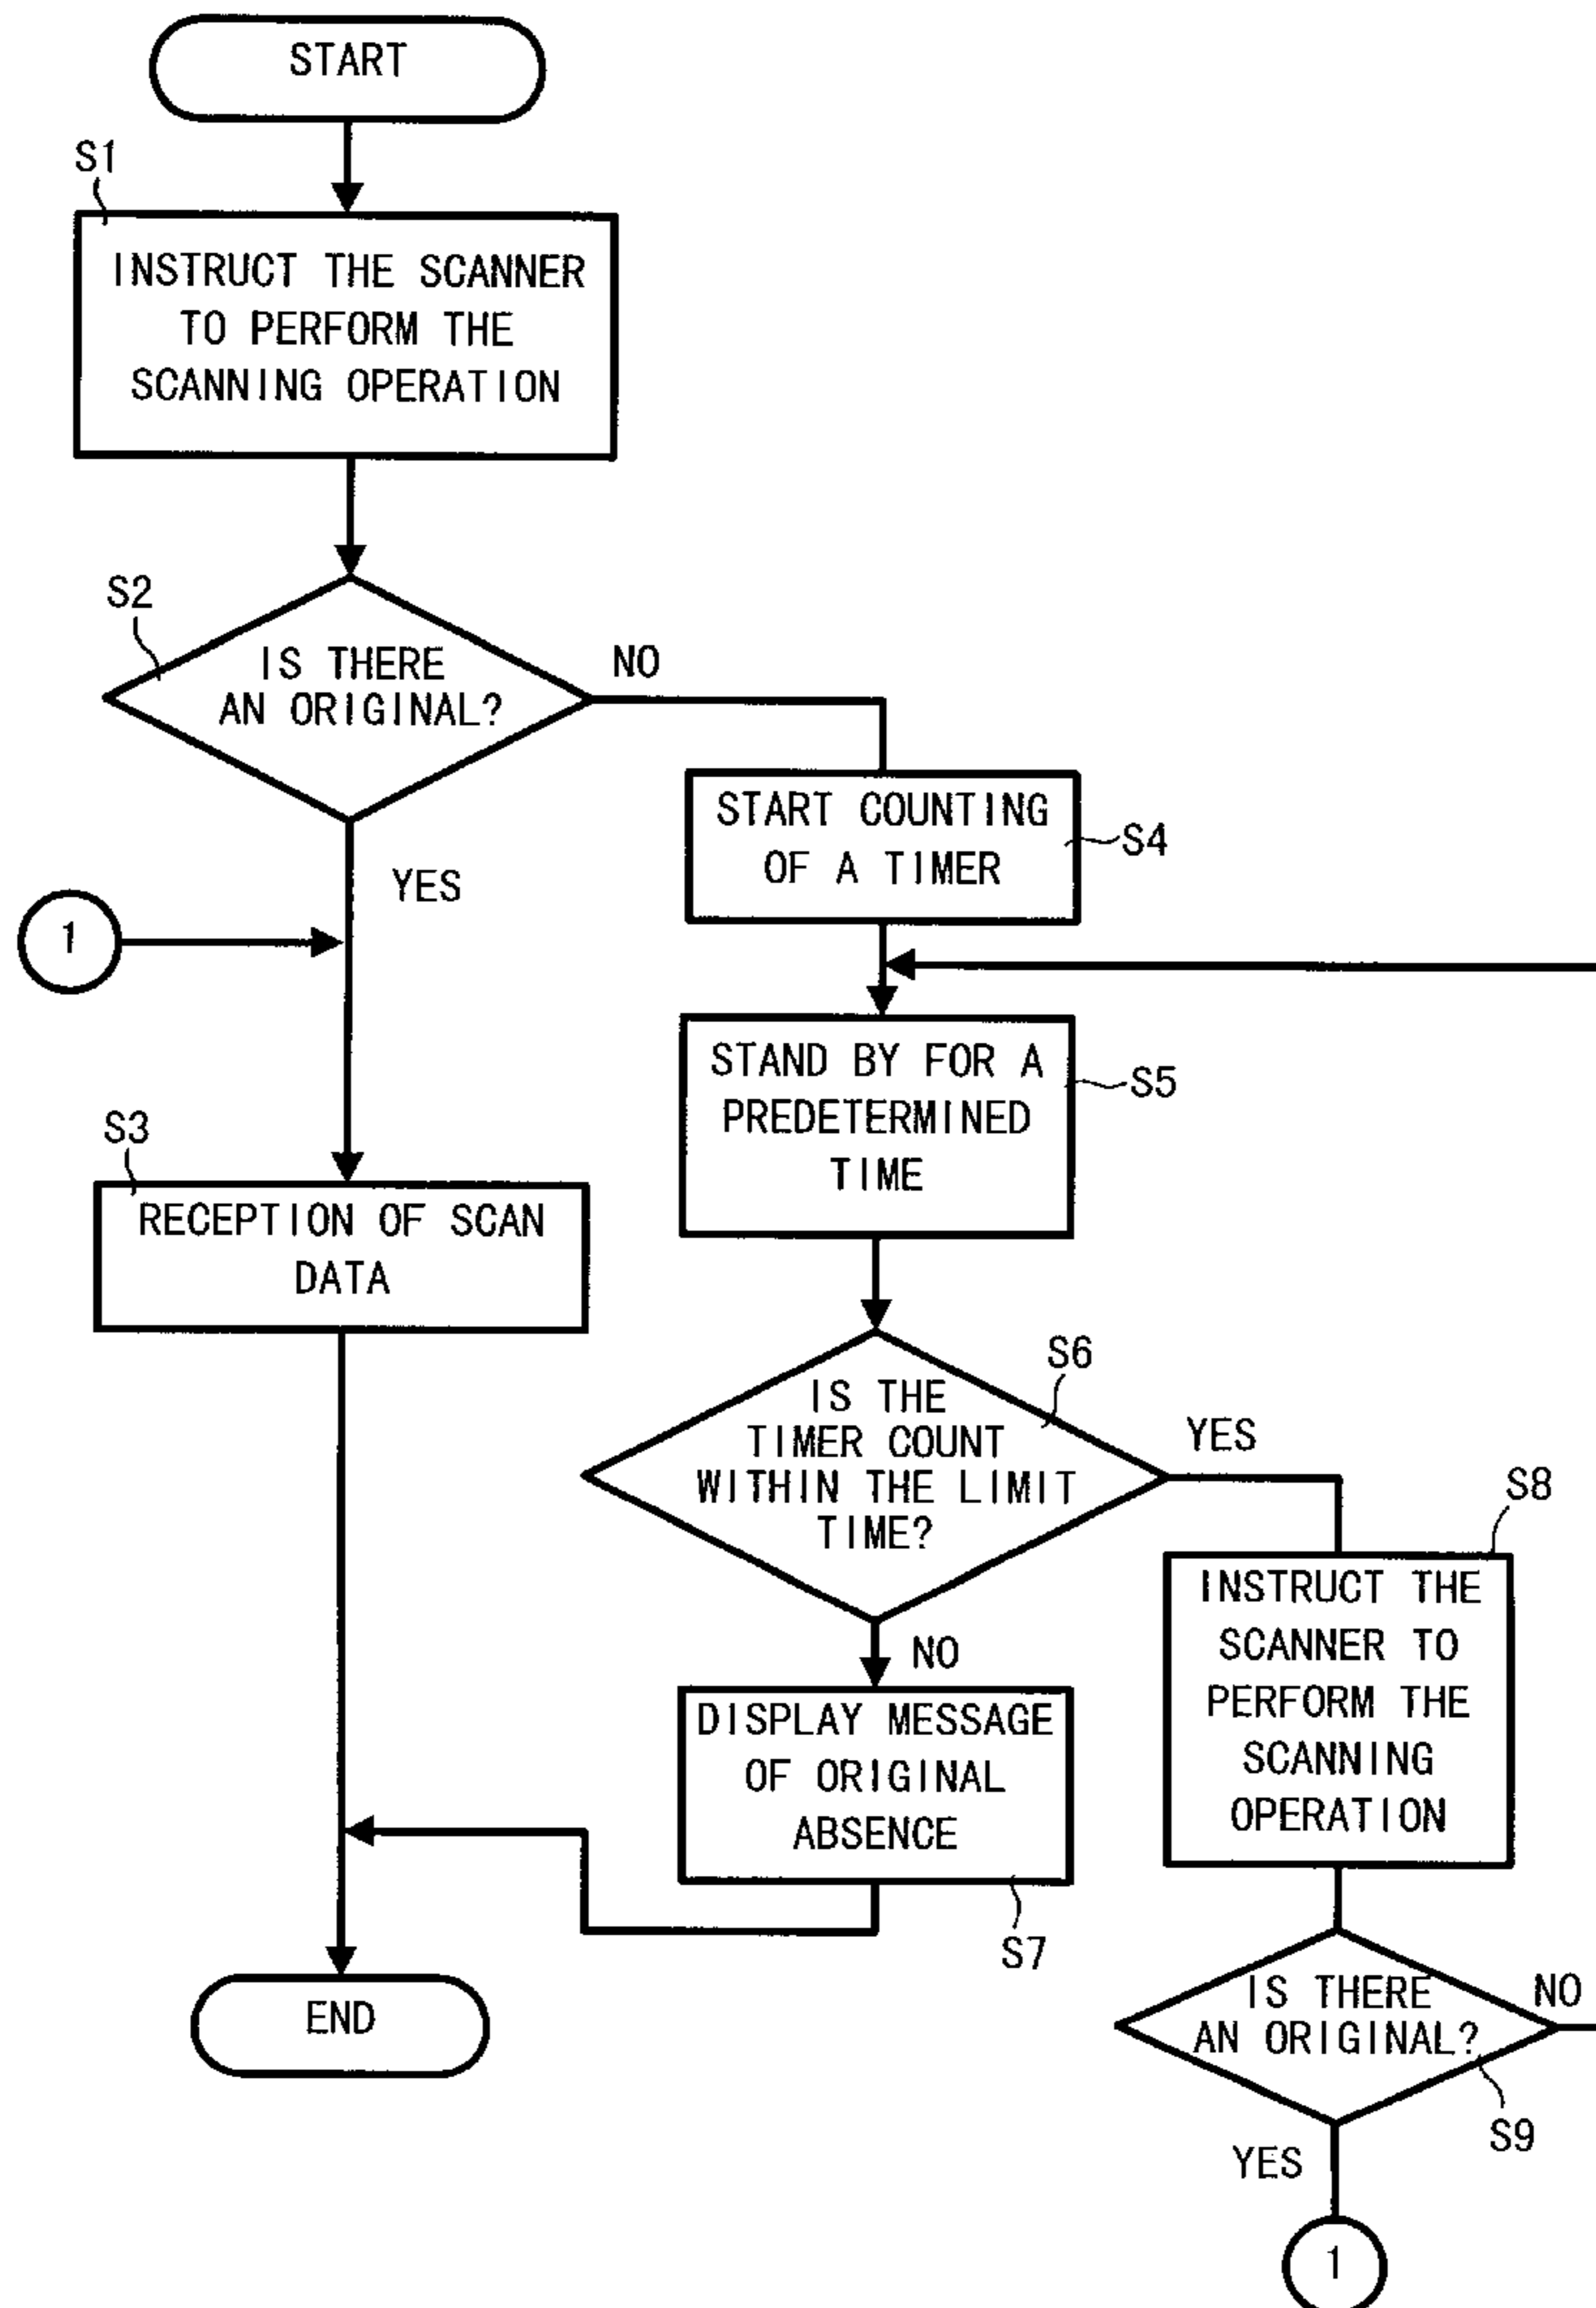 START
S1
INSTRUCT THE SCANNER
TO PERFORM THE
SCANNING OPERATION
S2
IS THERE
AN ORIGINAL?
NO
YES
1
S3
RECEPTION OF SCAN
DATA
START COUNTING
OF A TIMER
S4
STAND BY FOR A
PREDETERMINED
TIME
S5
S6
IS THE
TIMER COUNT
WITHIN THE LIMIT
TIME?
YES
NO
DISPLAY MESSAGE
OF ORIGINAL
ABSENCE
S7
END
S8
INSTRUCT THE
SCANNER TO
PERFORM THE
SCANNING
OPERATION
IS THERE
AN ORIGINAL?
NO
S9
YES
1